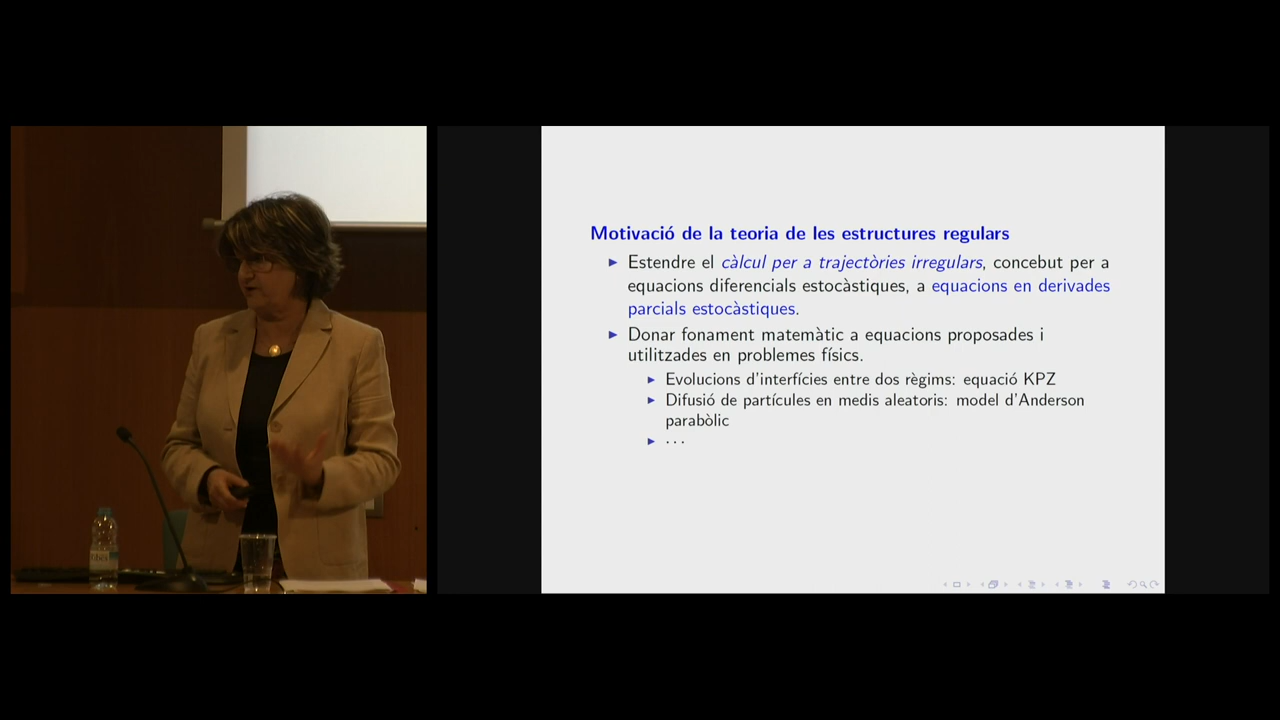 Motivació de la teoria de les estructures regulars
Estendre el càlcul per a trajectòries irregulars, concebut per a
equacions diferencials estocàstiques, a equacions en derivades
parcials estocàstiques.
Donar fonament matemàtic a equacions proposades i
utilitzades en problemes físics.
Evolucions d'interfícies entre dos règims: equació KPZ
Difusió de partícules en medis aleatoris: model d'Anderson
parabòlic
...